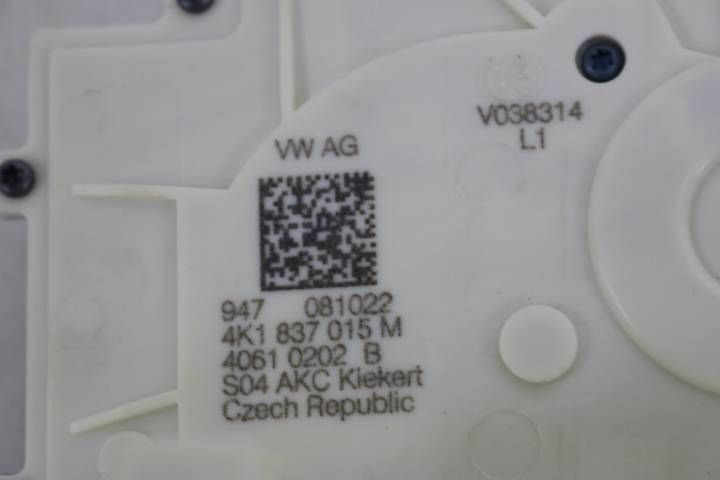 V038314
L1
VW AG
947 081022
4K1 837 015 M
4061 0202 B
S04 AKC Kiekert
Czech Republic